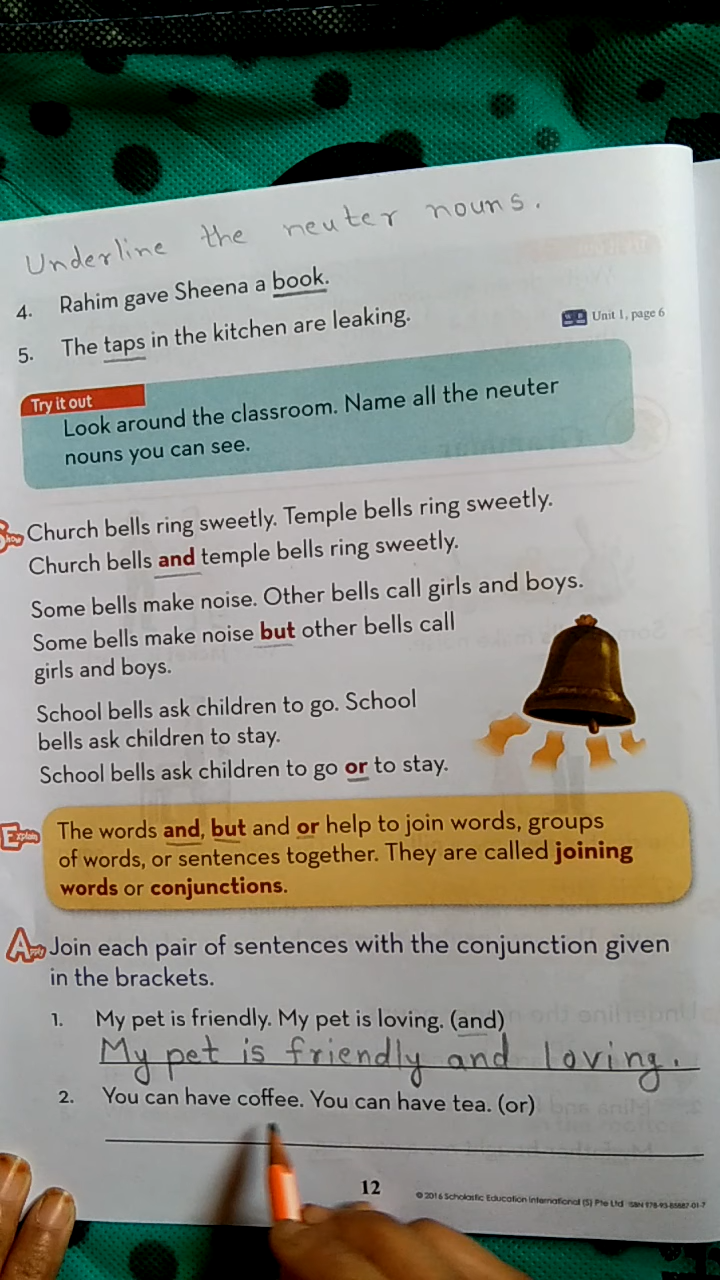 Underline the neuter nouns.
4. Rahim gave Sheena a book.
5. The taps in the kitchen are leaking.
Unit 1, page 6
Try it out
Look around the classroom. Name all the neuter
nouns you can see.
Church bells ring sweetly. Temple bells ring sweetly.
Church bells and temple bells ring sweetly.
Some bells make noise. Other bells call girls and boys.
Some bells make noise but other bells call
girls and boys.
School bells ask children to go. School
bells ask children to stay.
School bells ask children to go or to stay.
Explain
The words and, but and or help to join words, groups
of words, or sentences together. They are called joining
words or conjunctions.
Apply
Join each pair of sentences with the conjunction given
in the brackets.
1. My pet is friendly. My pet is loving. (and)
My pet is friendly and loving.
2. You can have coffee. You can have tea. (or)
12
© 2016 Scholastic Education International (S) Pte Ltd ISBN 978-93-85887-01-7